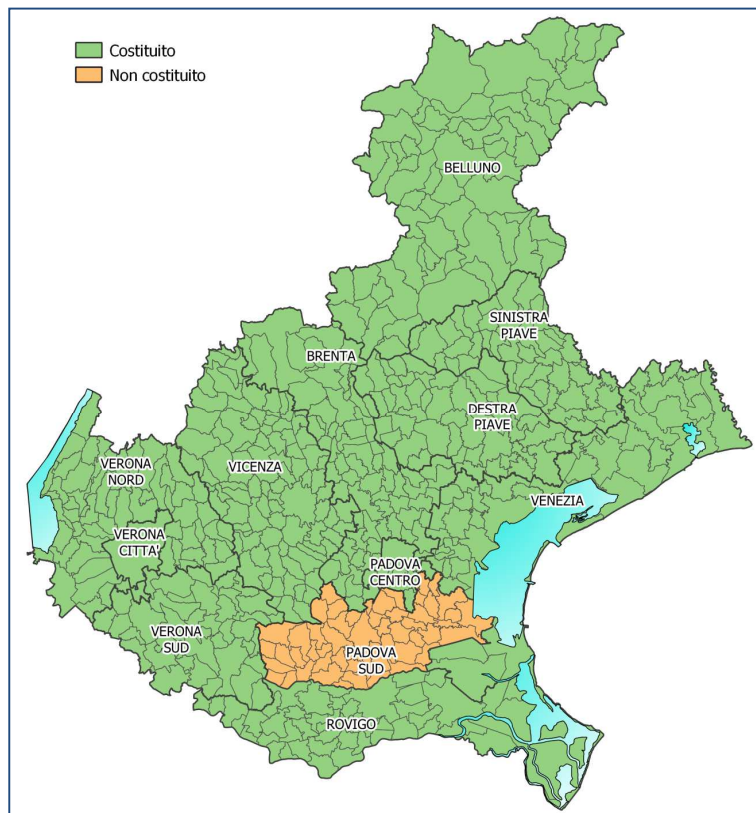 Costituito
Non costituito
BELLUNO
SINISTRA
PIAVE
BRENTA
DESTRA
PIAVE
VERONA
NORD
VICENZA
VENEZIA
VERONA
CITTA'
PADOVA
CENTRO
VERONA
SUD
PADOVA
SUD
ROVIGO